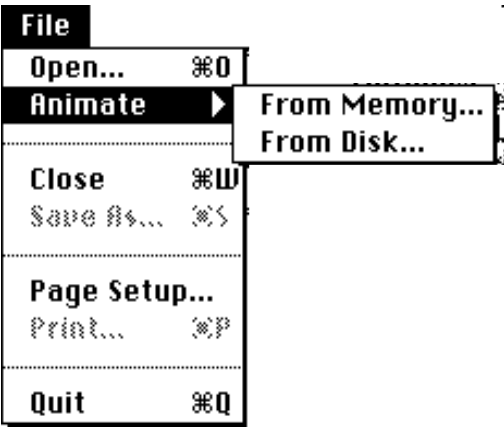 File
Open... ⌘O
Animate ▶
From Memory...
From Disk...
Close ⌘W
Save As... ⌘S
Page Setup...
Print... ⌘P
Quit ⌘Q